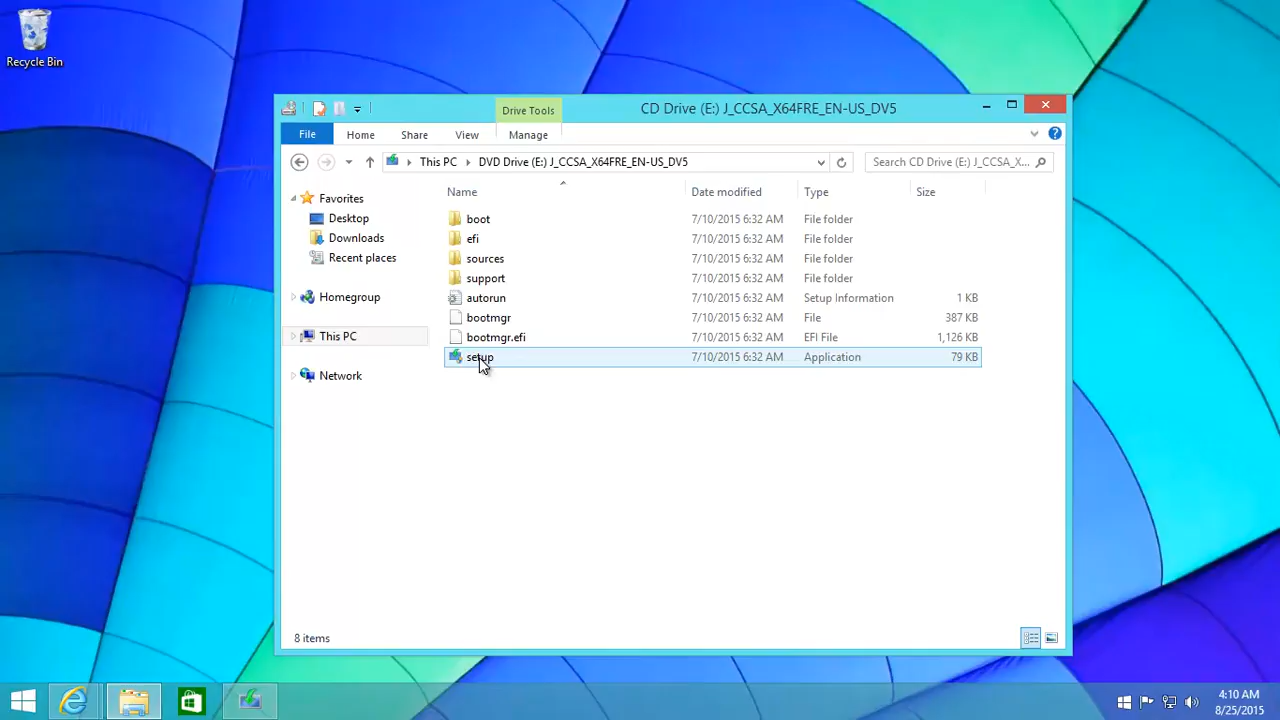 Recycle Bin
Drive Tools
CD Drive (E:) J_CCSA_X64FRE_EN-US_DV5
File Home Share View Manage
This PC DVD Drive (E:) J_CCSA_X64FRE_EN-US_DV5
Search CD Drive (E:) J_CCSA_X...
Favorites
Desktop
Downloads
Recent places
Homegroup
This PC
Network
Name Date modified Type Size
boot 7/10/2015 6:32 AM File folder
efi 7/10/2015 6:32 AM File folder
sources 7/10/2015 6:32 AM File folder
support 7/10/2015 6:32 AM File folder
autorun 7/10/2015 6:32 AM Setup Information 1 KB
bootmgr 7/10/2015 6:32 AM File 387 KB
bootmgr.efi 7/10/2015 6:32 AM EFI File 1,126 KB
setup 7/10/2015 6:32 AM Application 79 KB
8 items
4:10 AM
8/25/2015